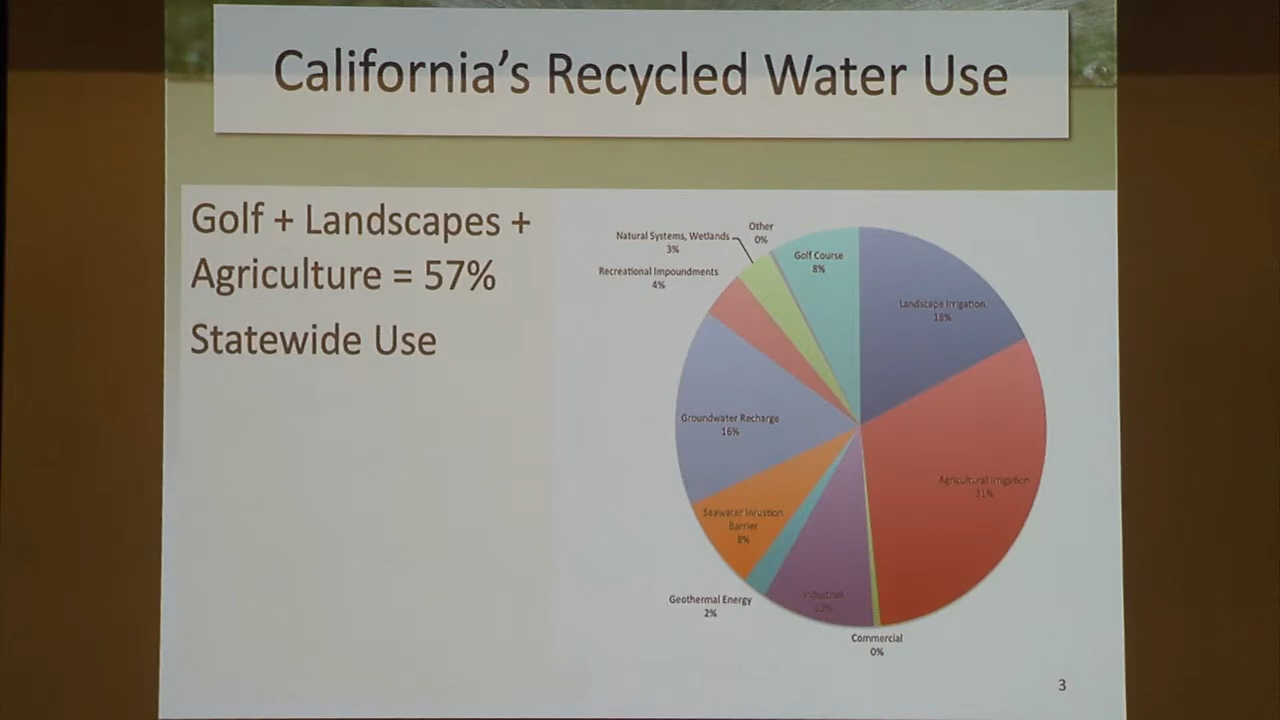 California's Recycled Water Use
Golf + Landscapes +
Agriculture = 57%
Statewide Use
Other
0%
Natural Systems, Wetlands
3%
Recreational Impoundments
4%
Golf Course
8%
Landscape Irrigation
18%
Groundwater Recharge
16%
Agricultural Irrigation
31%
Seawater Inrustion
Barrier
8%
Geothermal Energy
2%
Industrial
10%
Commercial
0%
3